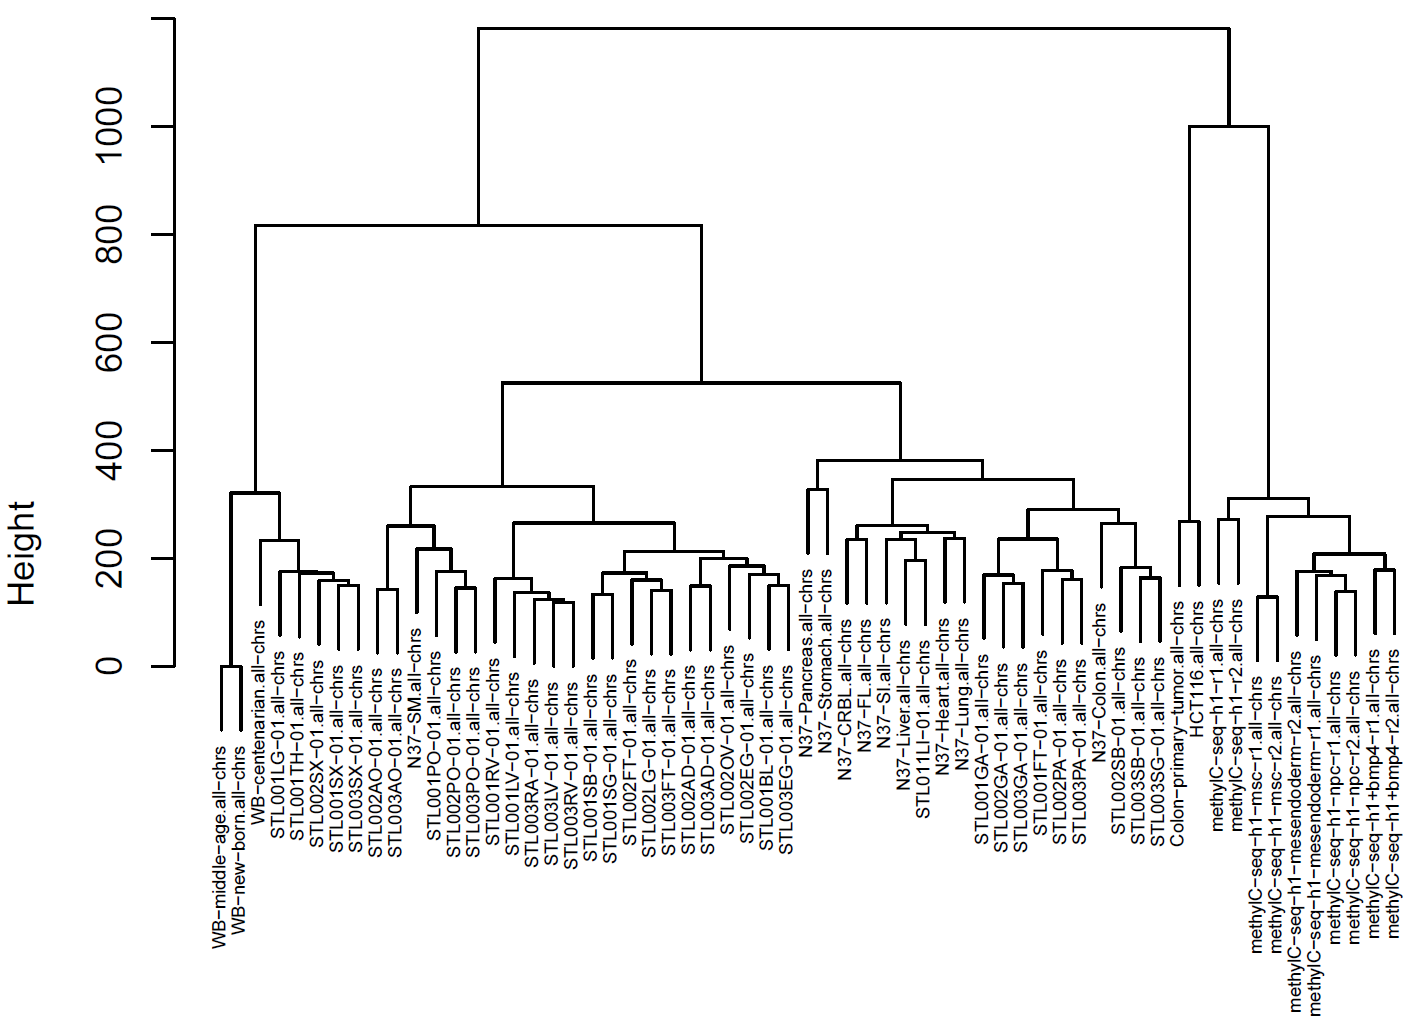 Height
0
200
400
600
800
1000
WB−middle−age.all−chrs
WB−new−born.all−chrs
WB−centenarian.all−chrs
STL001LG−01.all−chrs
STL001TH−01.all−chrs
STL002SX−01.all−chrs
STL001SX−01.all−chrs
STL003SX−01.all−chrs
STL002AO−01.all−chrs
STL003AO−01.all−chrs
N37−SM.all−chrs
STL001PO−01.all−chrs
STL002PO−01.all−chrs
STL003PO−01.all−chrs
STL001RV−01.all−chrs
STL001LV−01.all−chrs
STL003RA−01.all−chrs
STL003LV−01.all−chrs
STL003RV−01.all−chrs
STL001SB−01.all−chrs
STL001SG−01.all−chrs
STL002FT−01.all−chrs
STL002LG−01.all−chrs
STL003FT−01.all−chrs
STL002AD−01.all−chrs
STL003AD−01.all−chrs
STL002OV−01.all−chrs
STL002EG−01.all−chrs
STL001BL−01.all−chrs
STL003EG−01.all−chrs
N37−Pancreas.all−chrs
N37−Stomach.all−chrs
N37−CRBL.all−chrs
N37−FL.all−chrs
N37−SI.all−chrs
N37−Liver.all−chrs
STL011LI−01.all−chrs
N37−Heart.all−chrs
N37−Lung.all−chrs
STL001GA−01.all−chrs
STL002GA−01.all−chrs
STL003GA−01.all−chrs
STL001FT−01.all−chrs
STL002PA−01.all−chrs
STL003PA−01.all−chrs
N37−Colon.all−chrs
STL002SB−01.all−chrs
STL003SB−01.all−chrs
STL003SG−01.all−chrs
Colon−primary−tumor.all−chrs
HCT116.all−chrs
methylC−seq−h1−r1.all−chrs
methylC−seq−h1−r2.all−chrs
methylC−seq−h1−msc−r1.all−chrs
methylC−seq−h1−msc−r2.all−chrs
methylC−seq−h1−mesendoderm−r2.all−chrs
methylC−seq−h1−mesendoderm−r1.all−chrs
methylC−seq−h1−npc−r1.all−chrs
methylC−seq−h1−npc−r2.all−chrs
methylC−seq−h1+bmp4−r1.all−chrs
methylC−seq−h1+bmp4−r2.all−chrs